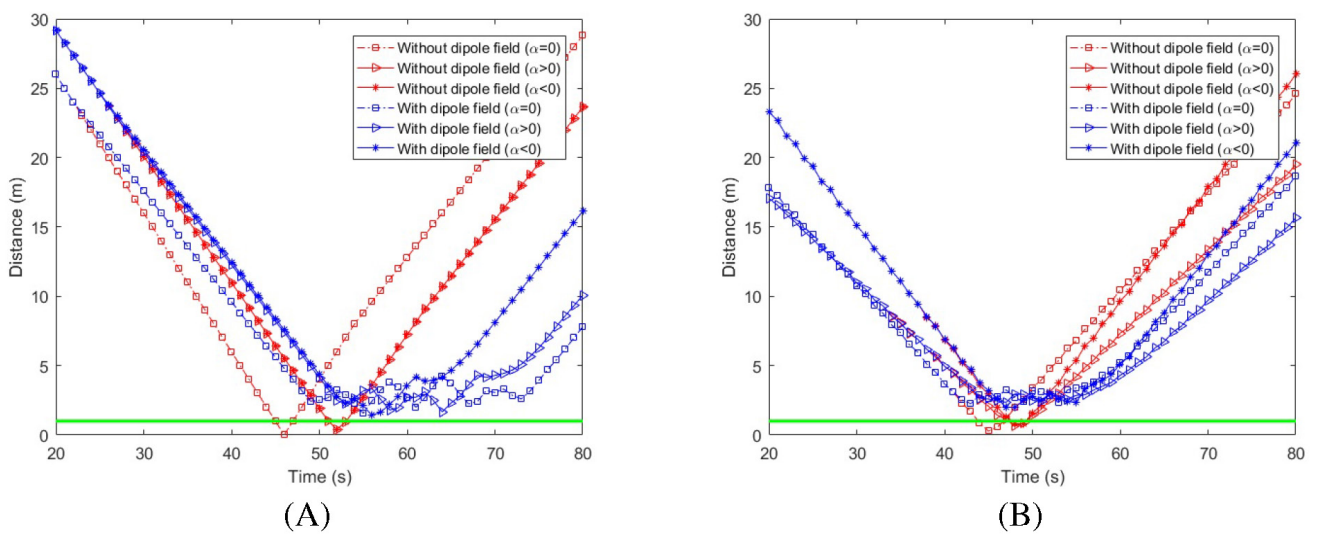 30
25
20
15
10
5
0
Distance (m)
20
30
40
50
60
70
80
Time (s)
Without dipole field (α=0)
Without dipole field (α>0)
Without dipole field (α<0)
With dipole field (α=0)
With dipole field (α>0)
With dipole field (α<0)
(A)
30
25
20
15
10
5
0
Distance (m)
20
30
40
50
60
70
80
Time (s)
Without dipole field (α=0)
Without dipole field (α>0)
Without dipole field (α<0)
With dipole field (α=0)
With dipole field (α>0)
With dipole field (α<0)
(B)